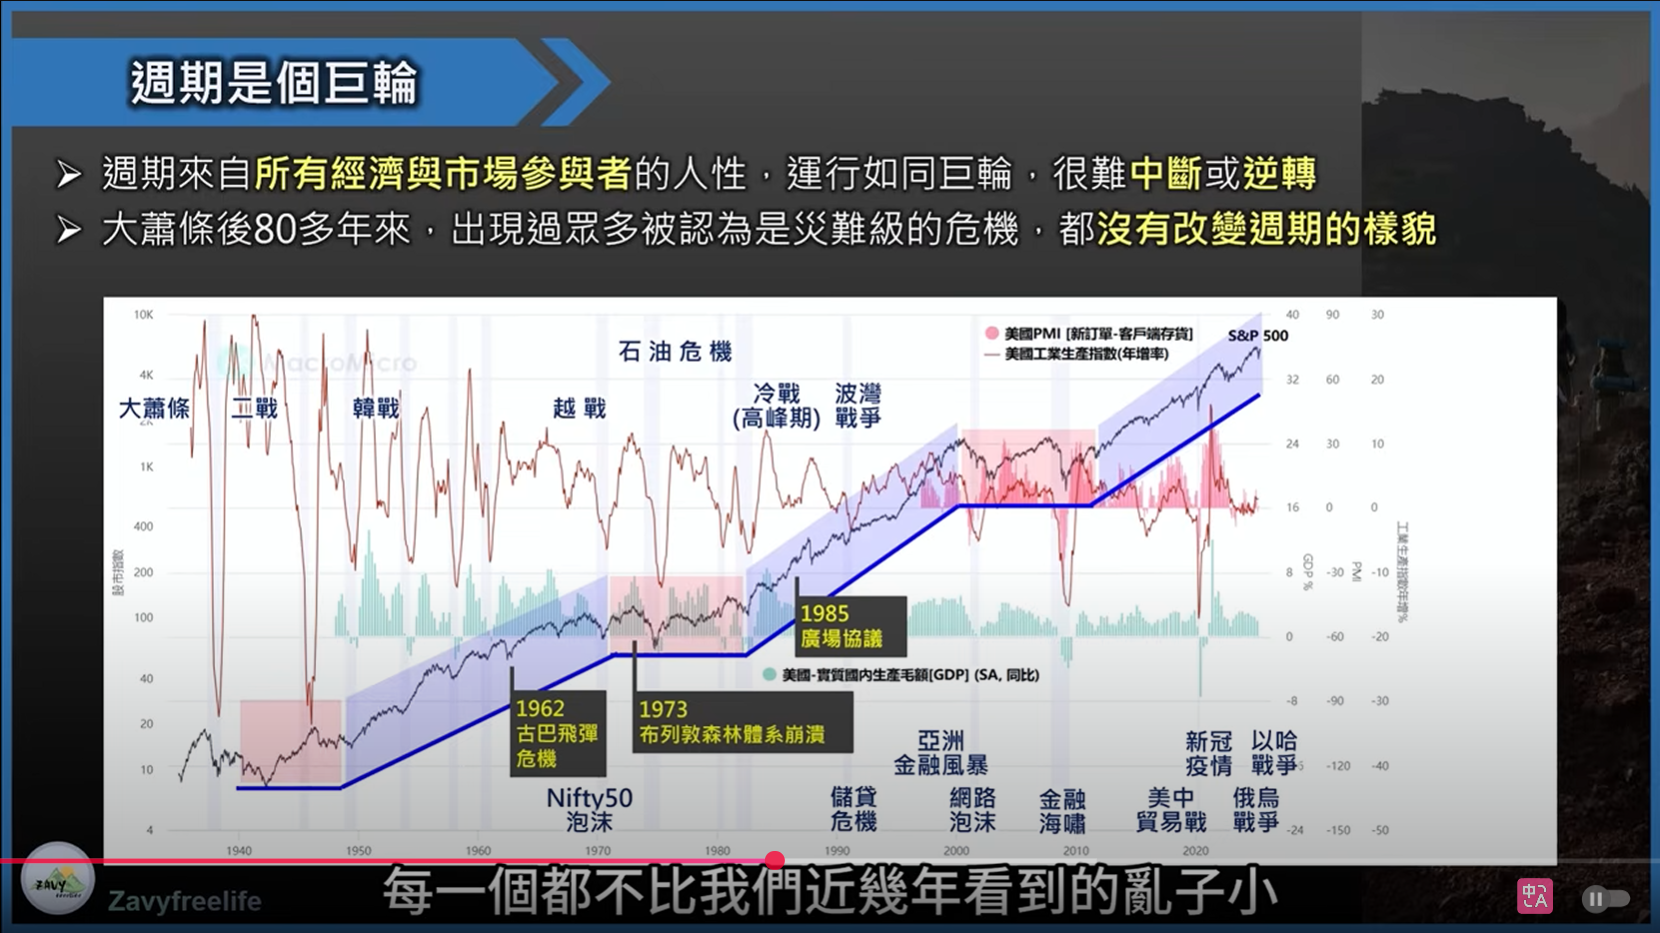 週期是個巨輪
➢ 週期來自所有經濟與市場參與者的人性，運行如同巨輪，很難中斷或逆轉
➢ 大蕭條後80多年來，出現過眾多被認為是災難級的危機，都沒有改變週期的樣貌
10K
4K
1K
400
200
100
40
20
10
4
股市指數
MacroMicro
美國PMI [新訂單-客戶端存貨]
美國工業生產指數(年增率)
S&P 500
40 90 30
32 60 20
24 30 10
16 0 0
8 -30 -10
0 -60 -20
-8 -90 -30
-120 -40
-24 -150 -50
GDP %
PMI
工業生產指數年增%
石油危機
大蕭條
二戰
韓戰
越戰
冷戰
(高峰期)
波灣
戰爭
1985
廣場協議
美國-實質國內生產毛額[GDP] (SA, 同比)
1962
古巴飛彈
危機
1973
布列敦森林體系崩潰
亞洲
金融風暴
新冠
疫情
以哈
戰爭
Nifty50
泡沫
儲貸
危機
網路
泡沫
金融
海嘯
美中
貿易戰
俄烏
戰爭
1940 1950 1960 1970 1980 1990 2000 2010 2020
每一個都不比我們近幾年看到的亂子小
ZAVY
Zavyfreelife
中
A